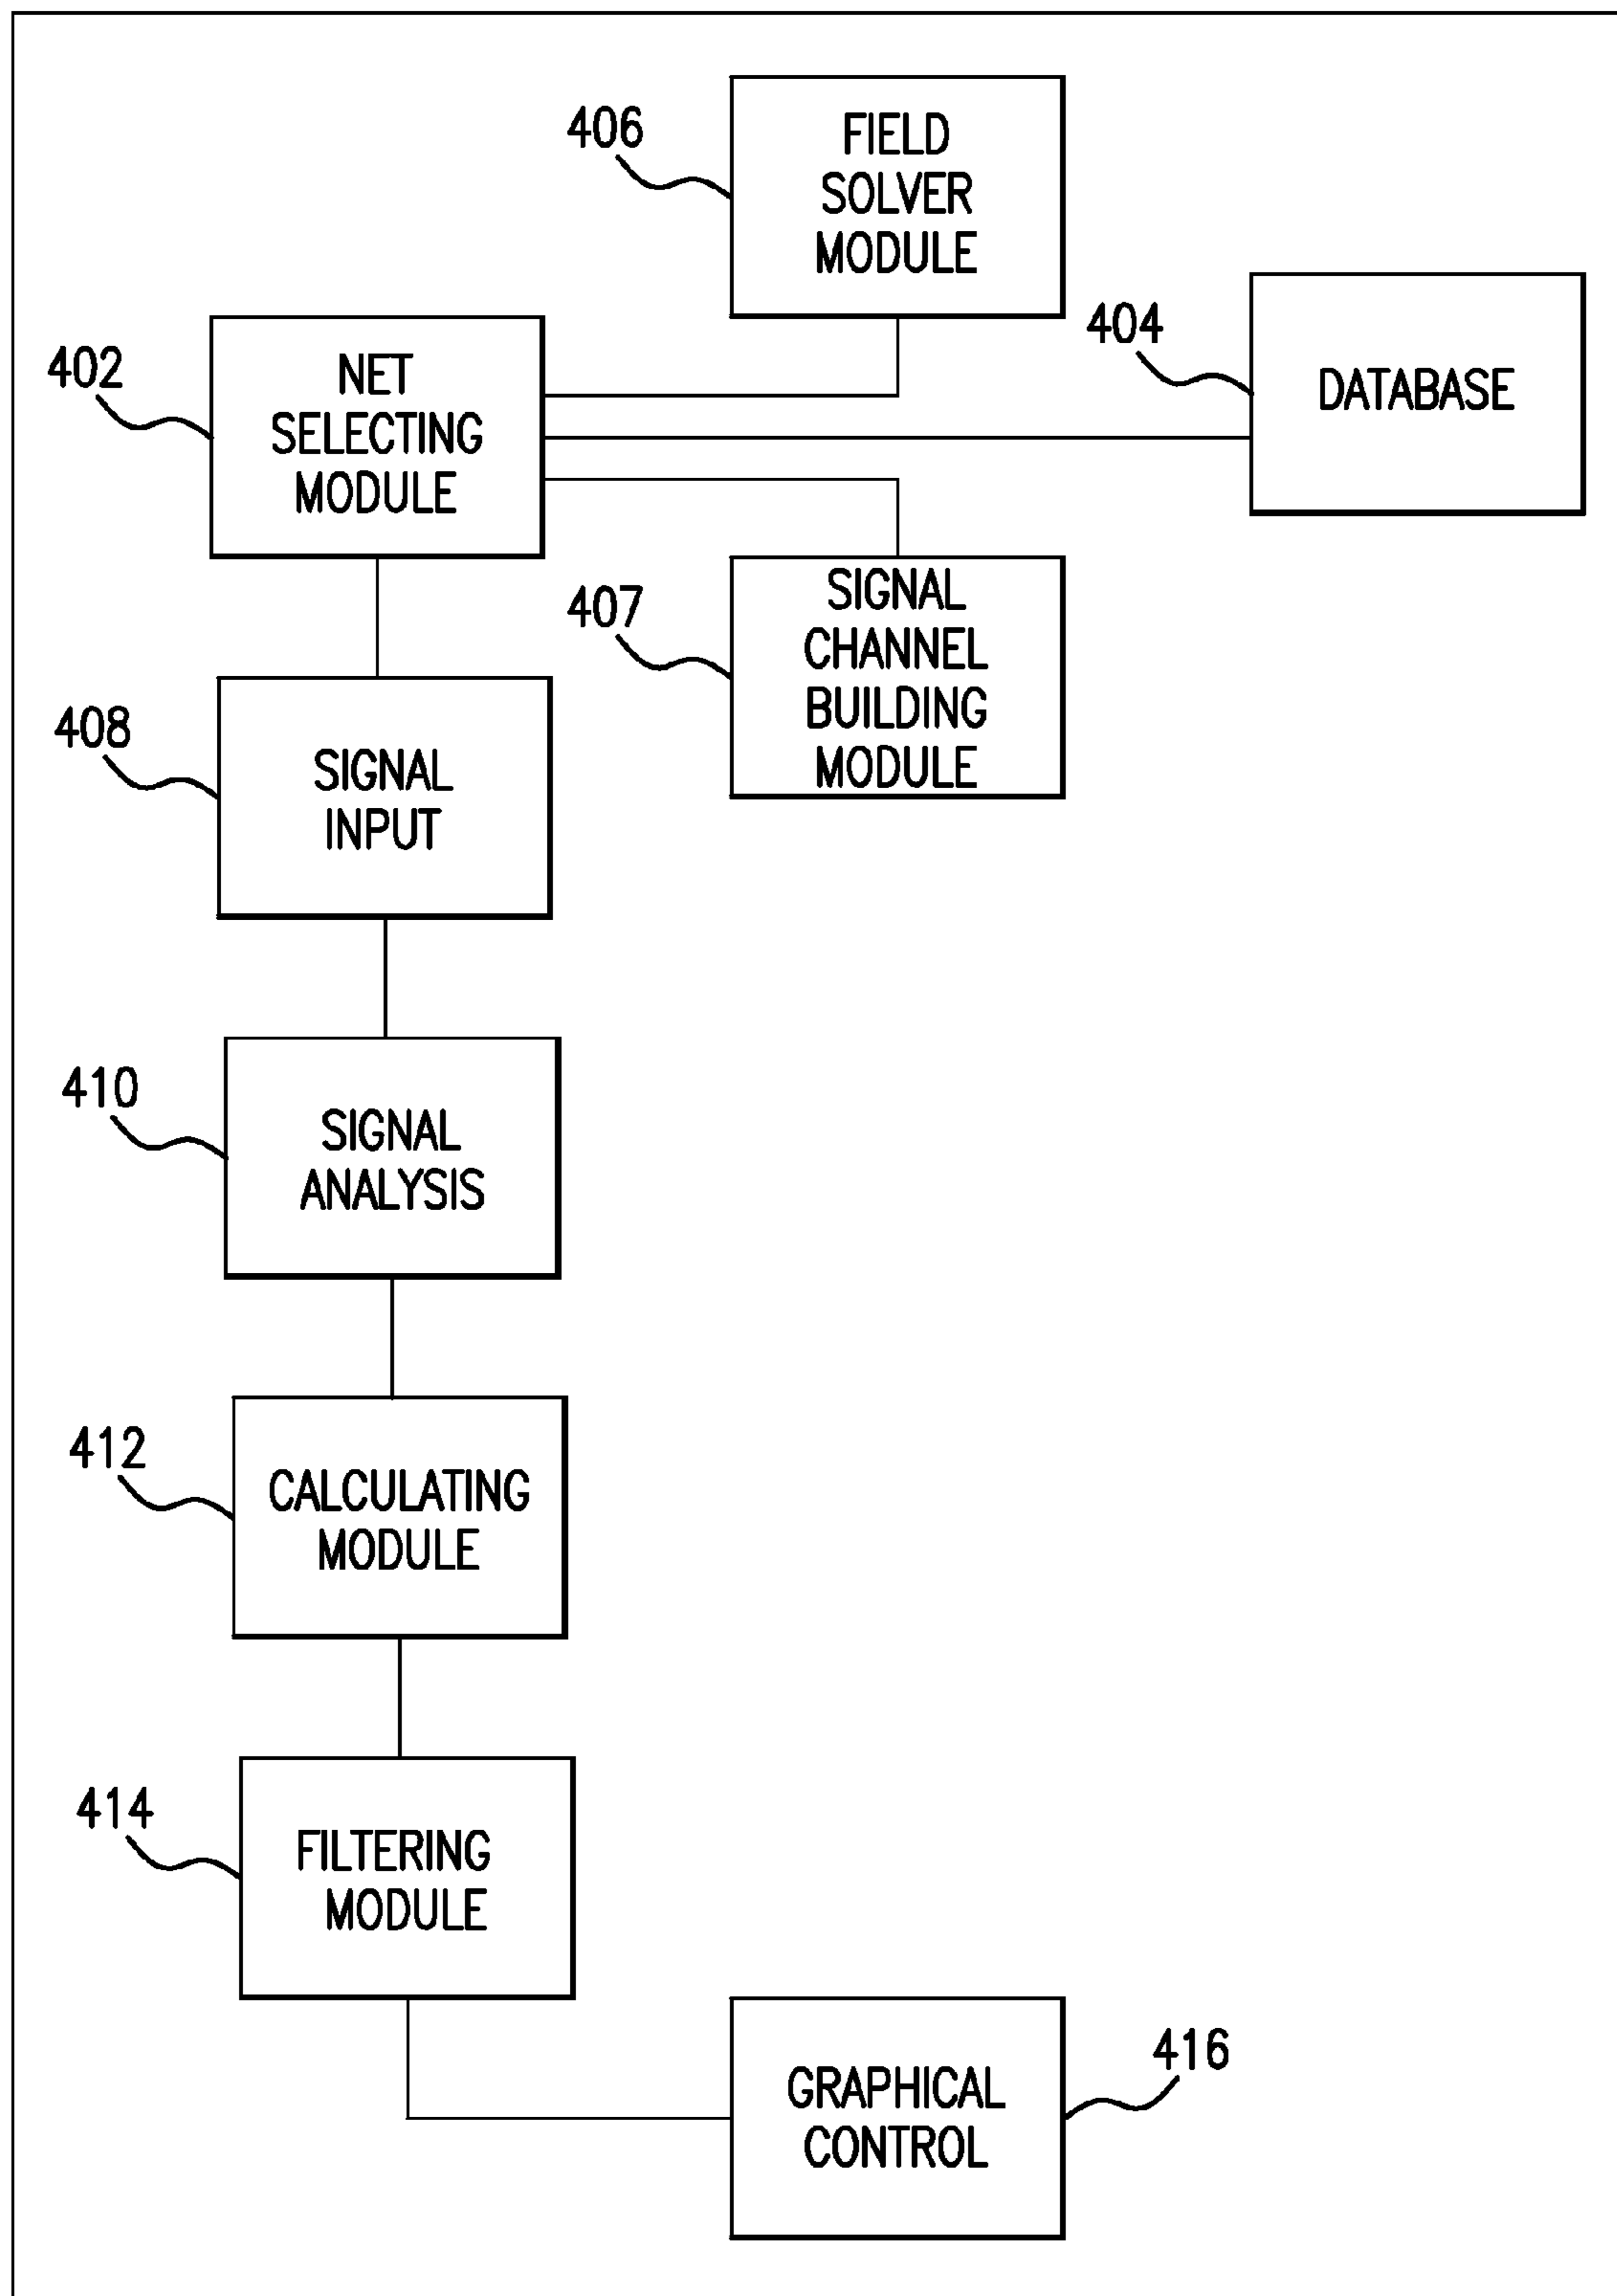 406
FIELD
SOLVER
MODULE
404
DATABASE
402
NET
SELECTING
MODULE
407
SIGNAL
CHANNEL
BUILDING
MODULE
408
SIGNAL
INPUT
410
SIGNAL
ANALYSIS
412
CALCULATING
MODULE
414
FILTERING
MODULE
GRAPHICAL
CONTROL
416